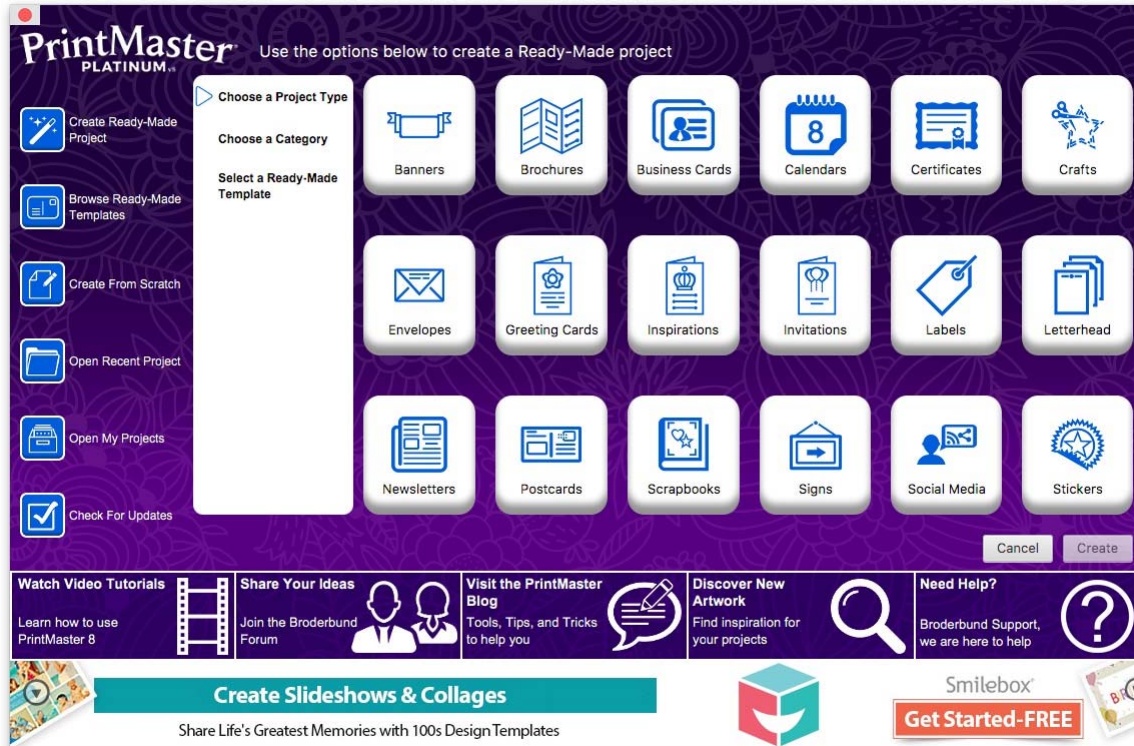 PrintMaster
PLATINUM v8
Use the options below to create a Ready-Made project
Create Ready-Made
Project
Browse Ready-Made
Templates
Create From Scratch
Open Recent Project
Open My Projects
Check For Updates
Choose a Project Type
Choose a Category
Select a Ready-Made
Template
Banners
Brochures
Business Cards
8
Calendars
Certificates
Crafts
Envelopes
Greeting Cards
Inspirations
Invitations
Labels
Letterhead
Newsletters
Postcards
Scrapbooks
Signs
Social Media
Stickers
Cancel
Create
Watch Video Tutorials
Learn how to use
PrintMaster 8
Share Your Ideas
Join the Broderbund
Forum
Visit the PrintMaster
Blog
Tools, Tips, and Tricks
to help you
Discover New
Artwork
Find inspiration for
your projects
Need Help?
Broderbund Support,
we are here to help
?
Create Slideshows & Collages
Share Life's Greatest Memories with 100s Design Templates
Smilebox
Get Started-FREE